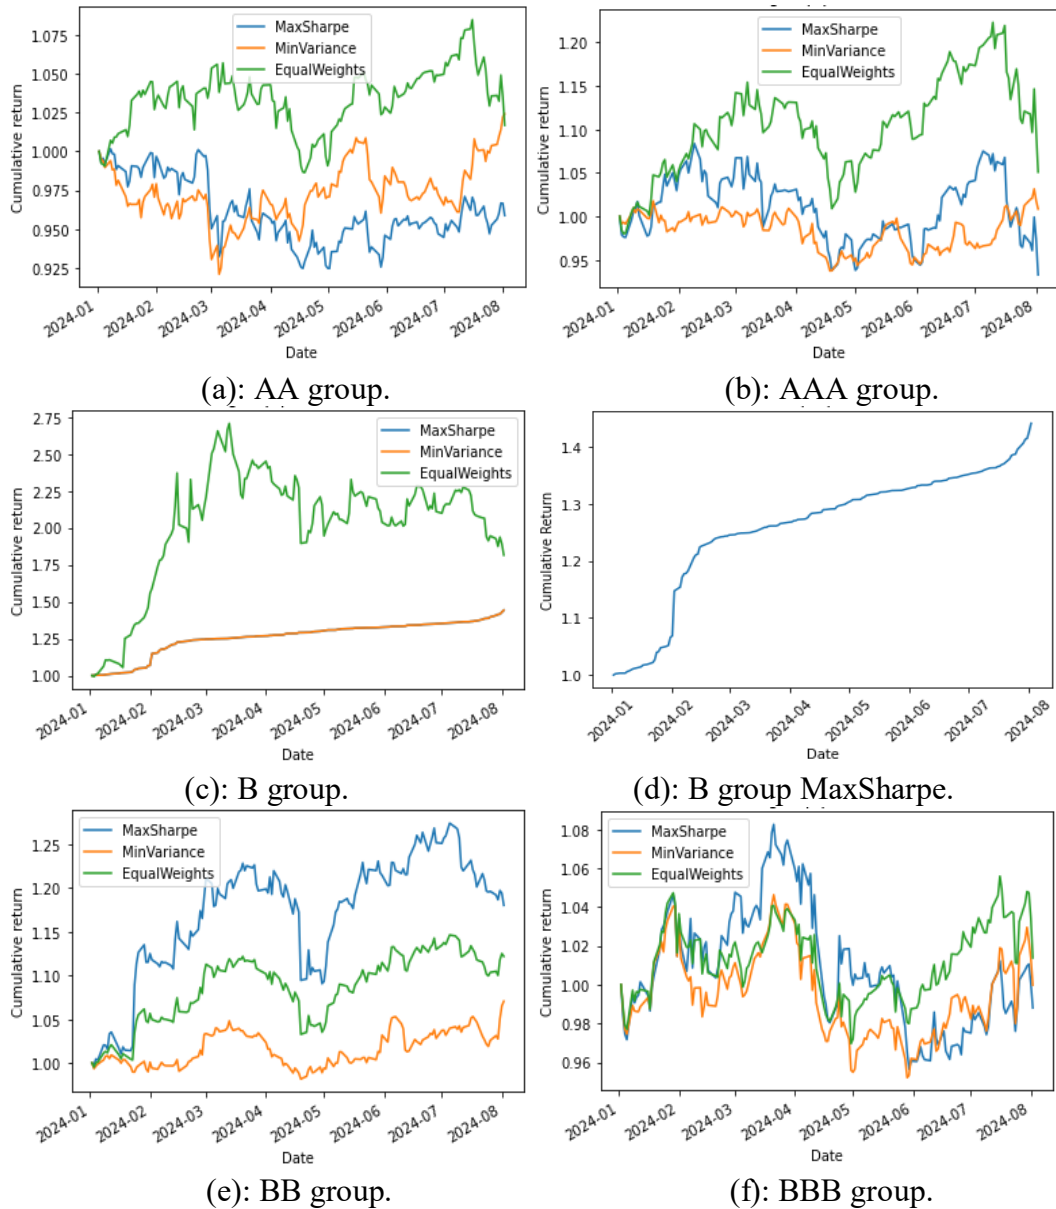 MaxSharpe
MinVariance
EqualWeights
1.075
1.050
1.025
1.000
0.975
0.950
0.925
Cumulative return
2024-01
2024-02
2024-03
2024-04
2024-05
2024-06
2024-07
2024-08
Date
(a): AA group.
MaxSharpe
MinVariance
EqualWeights
1.20
1.15
1.10
1.05
1.00
0.95
Cumulative return
2024-01
2024-02
2024-03
2024-04
2024-05
2024-06
2024-07
2024-08
Date
(b): AAA group.
MaxSharpe
MinVariance
EqualWeights
2.75
2.50
2.25
2.00
1.75
1.50
1.25
1.00
Cumulative return
2024-01
2024-02
2024-03
2024-04
2024-05
2024-06
2024-07
2024-08
Date
(c): B group.
1.4
1.3
1.2
1.1
1.0
Cumulative Return
2024-01
2024-02
2024-03
2024-04
2024-05
2024-06
2024-07
2024-08
Date
(d): B group MaxSharpe.
MaxSharpe
MinVariance
EqualWeights
1.25
1.20
1.15
1.10
1.05
1.00
Cumulative return
2024-01
2024-02
2024-03
2024-04
2024-05
2024-06
2024-07
2024-08
Date
(e): BB group.
MaxSharpe
MinVariance
EqualWeights
1.08
1.06
1.04
1.02
1.00
0.98
0.96
Cumulative return
2024-01
2024-02
2024-03
2024-04
2024-05
2024-06
2024-07
2024-08
Date
(f): BBB group.